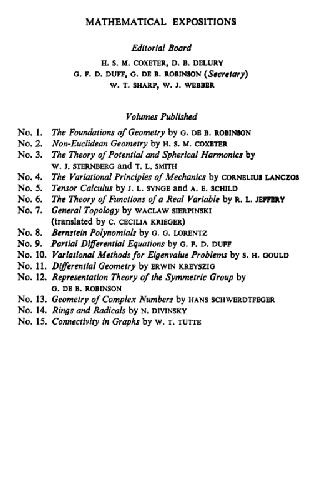 MATHEMATICAL EXPOSITIONS
Editorial Board
H. S. M. COXETER, D. B. DELURY
G. F. D. DUFF, G. DE B. ROBINSON (Secretary)
W. T. SHARP, W. J. WEBBER
Volumes Published
No. 1. The Foundations of Geometry by G. DE B. ROBINSON
No. 2. Non-Euclidean Geometry by H. S. M. COXETER
No. 3. The Theory of Potential and Spherical Harmonics by
W. J. STERNBERG and T. L. SMITH
No. 4. The Variational Principles of Mechanics by CORNELIUS LANCZOS
No. 5. Tensor Calculus by J. L. SYNGE and A. E. SCHILD
No. 6. The Theory of Functions of a Real Variable by R. L. JEFFERY
No. 7. General Topology by WACLAW SIERPINSKI
(translated by C. CECILIA KRIEGER)
No. 8. Bernstein Polynomials by G. G. LORENTZ
No. 9. Partial Differential Equations by G. F. D. DUFF
No. 10. Variational Methods for Eigenvalue Problems by S. H. GOULD
No. 11. Differential Geometry by ERWIN KREYSZIG
No. 12. Representation Theory of the Symmetric Group by
G. DE B. ROBINSON
No. 13. Geometry of Complex Numbers by HANS SCHWERDTFEGER
No. 14. Rings and Radicals by N. DIVINSKY
No. 15. Connectivity in Graphs by W. T. TUTTE